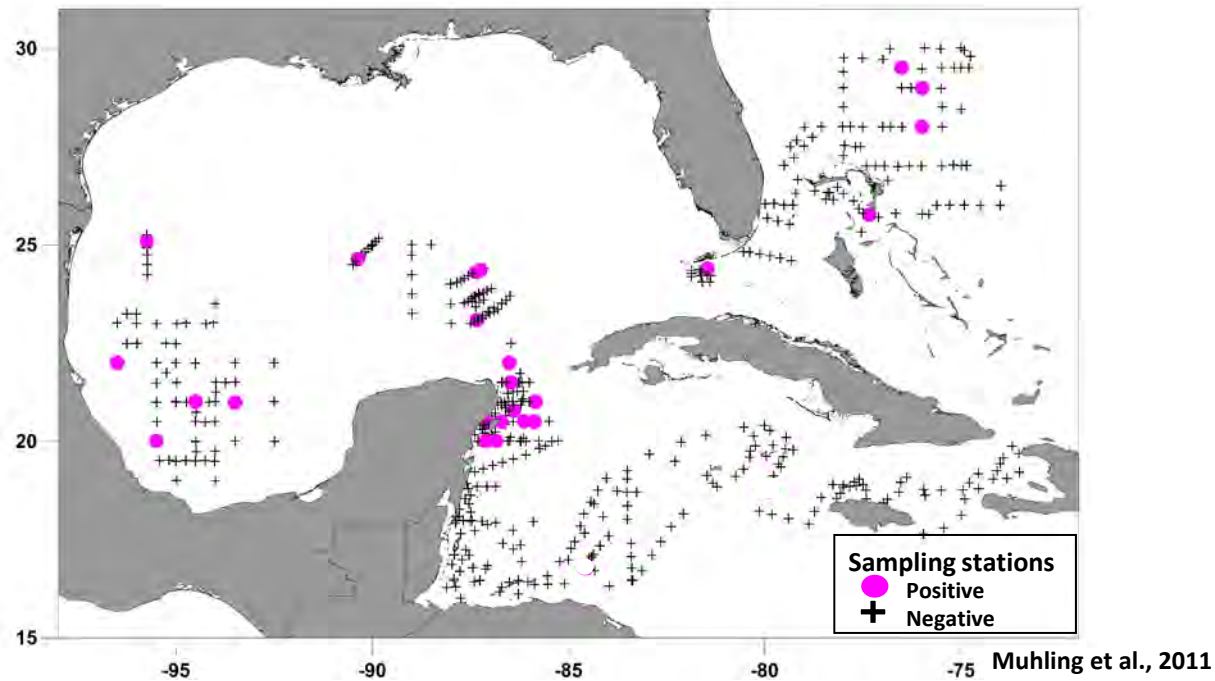 30
25
20
15
-95
-90
-85
-80
-75
Sampling stations
Positive
Negative
Muhling et al., 2011